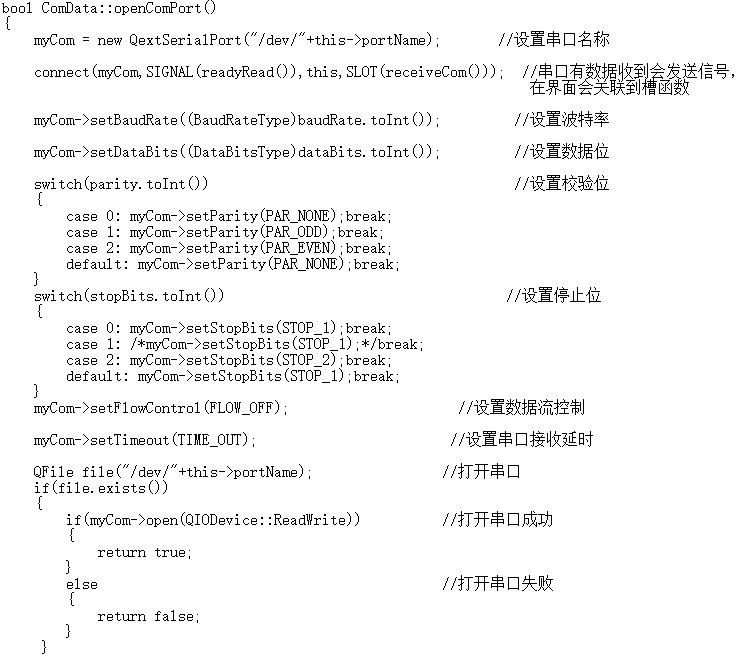 bool ComData::openComPort()
{
    myCom = new QextSerialPort("/dev/"+this->portName);       //设置串口名称
    connect(myCom,SIGNAL(readyRead()),this,SLOT(receiveCom()));  //串口有数据收到会发送信号，
                                                                  在界面会关联到槽函数
    myCom->setBaudRate((BaudRateType)baudRate.toInt());         //设置波特率
    myCom->setDataBits((DataBitsType)dataBits.toInt());         //设置数据位
    switch(parity.toInt())                                      //设置校验位
    {
        case 0: myCom->setParity(PAR_NONE);break;
        case 1: myCom->setParity(PAR_ODD);break;
        case 2: myCom->setParity(PAR_EVEN);break;
        default: myCom->setParity(PAR_NONE);break;
    }
    switch(stopBits.toInt())                                   //设置停止位
    {
        case 0: myCom->setStopBits(STOP_1);break;
        case 1: /*myCom->setStopBits(STOP_1);*/break;
        case 2: myCom->setStopBits(STOP_2);break;
        default: myCom->setStopBits(STOP_1);break;
    }
    myCom->setFlowControl(FLOW_OFF);                     //设置数据流控制
    myCom->setTimeout(TIME_OUT);                        //设置串口接收延时
    QFile file("/dev/"+this->portName);                //打开串口
    if(file.exists())
    {
        if(myCom->open(QIODevice::ReadWrite))          //打开串口成功
        {
            return true;
        }
        else                                           //打开串口失败
        {
            return false;
        }
     }